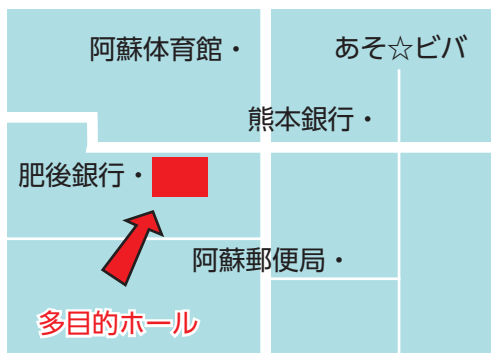 阿蘇体育館・
あそ☆ビバ
熊本銀行・
肥後銀行・
阿蘇郵便局・
多目的ホール